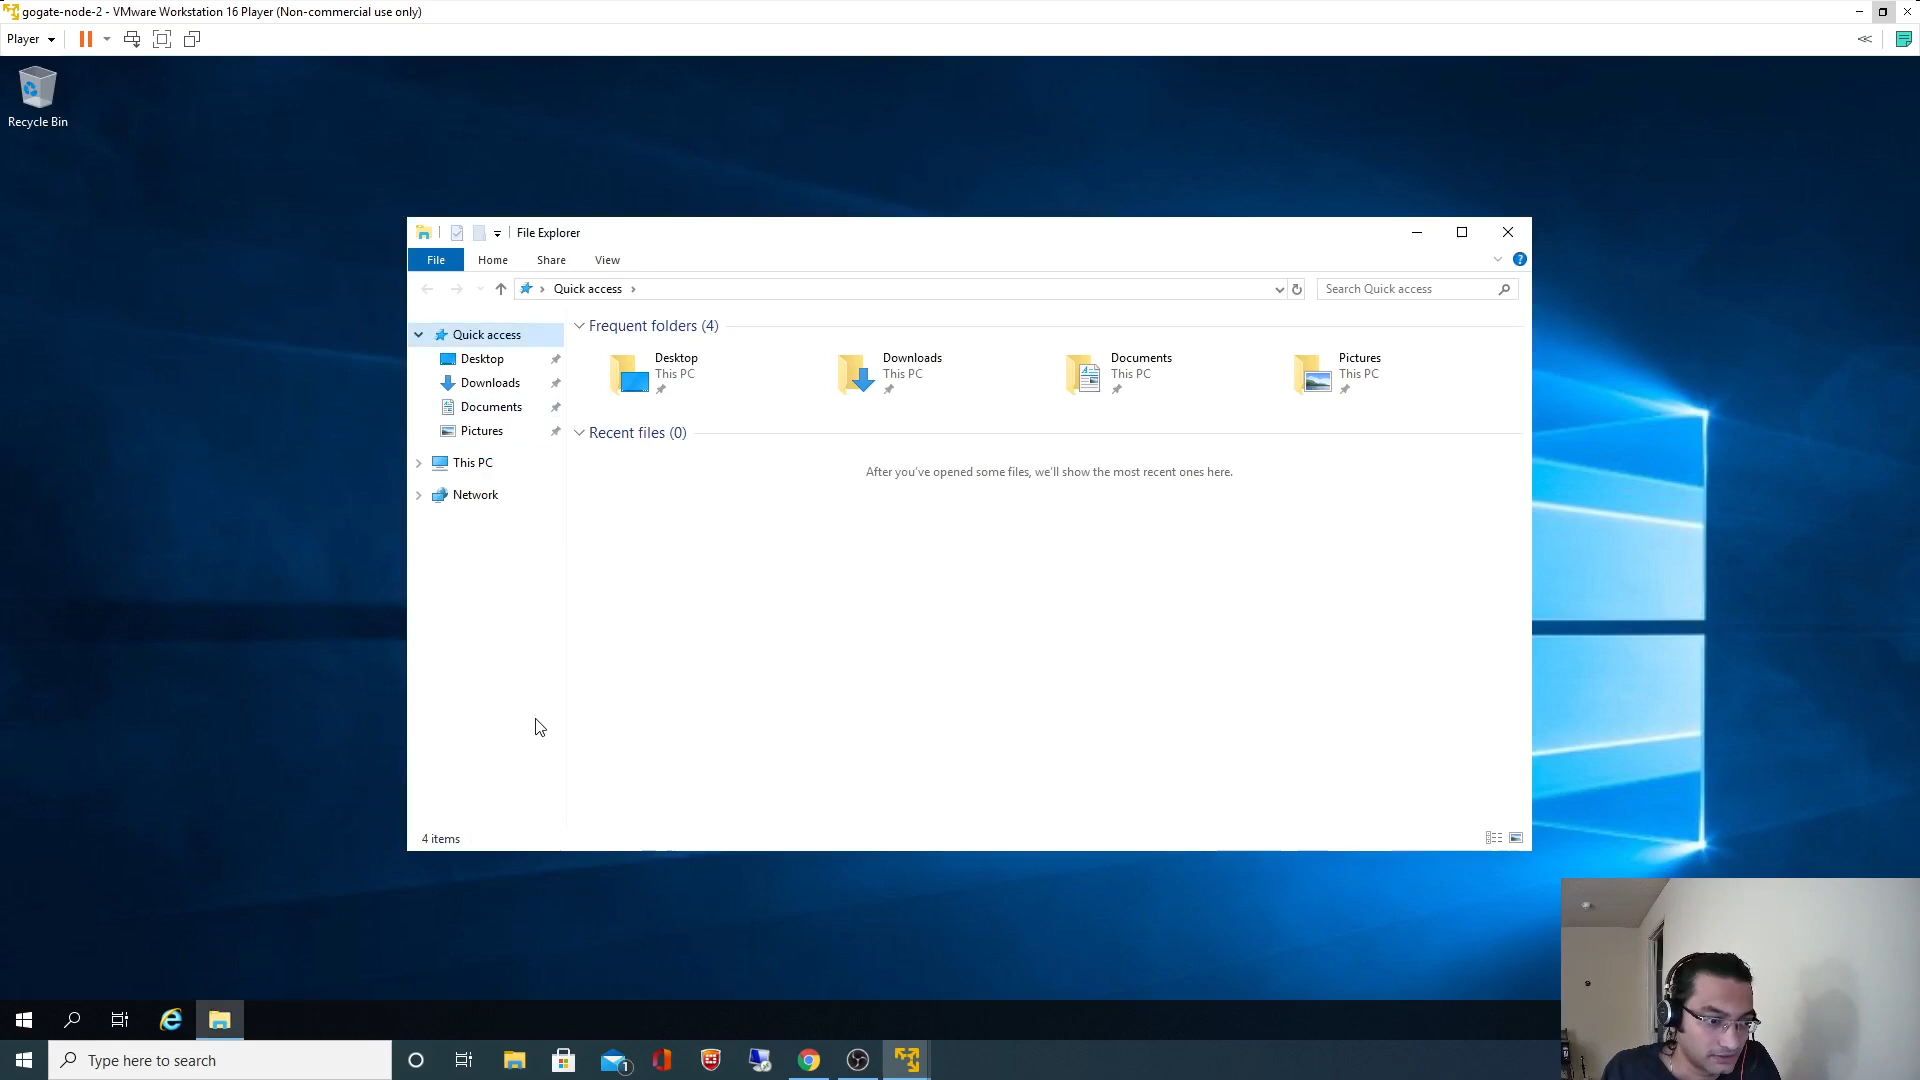 gogate-node-2 - VMware Workstation 16 Player (Non-commercial use only)
Player
Recycle Bin
File Explorer
File Home Share View
Quick access
Search Quick access
Quick access
Desktop
Downloads
Documents
Pictures
This PC
Network
Frequent folders (4)
Desktop
This PC
Downloads
This PC
Documents
This PC
Pictures
This PC
Recent files (0)
After you've opened some files, we'll show the most recent ones here.
4 items
Type here to search
1